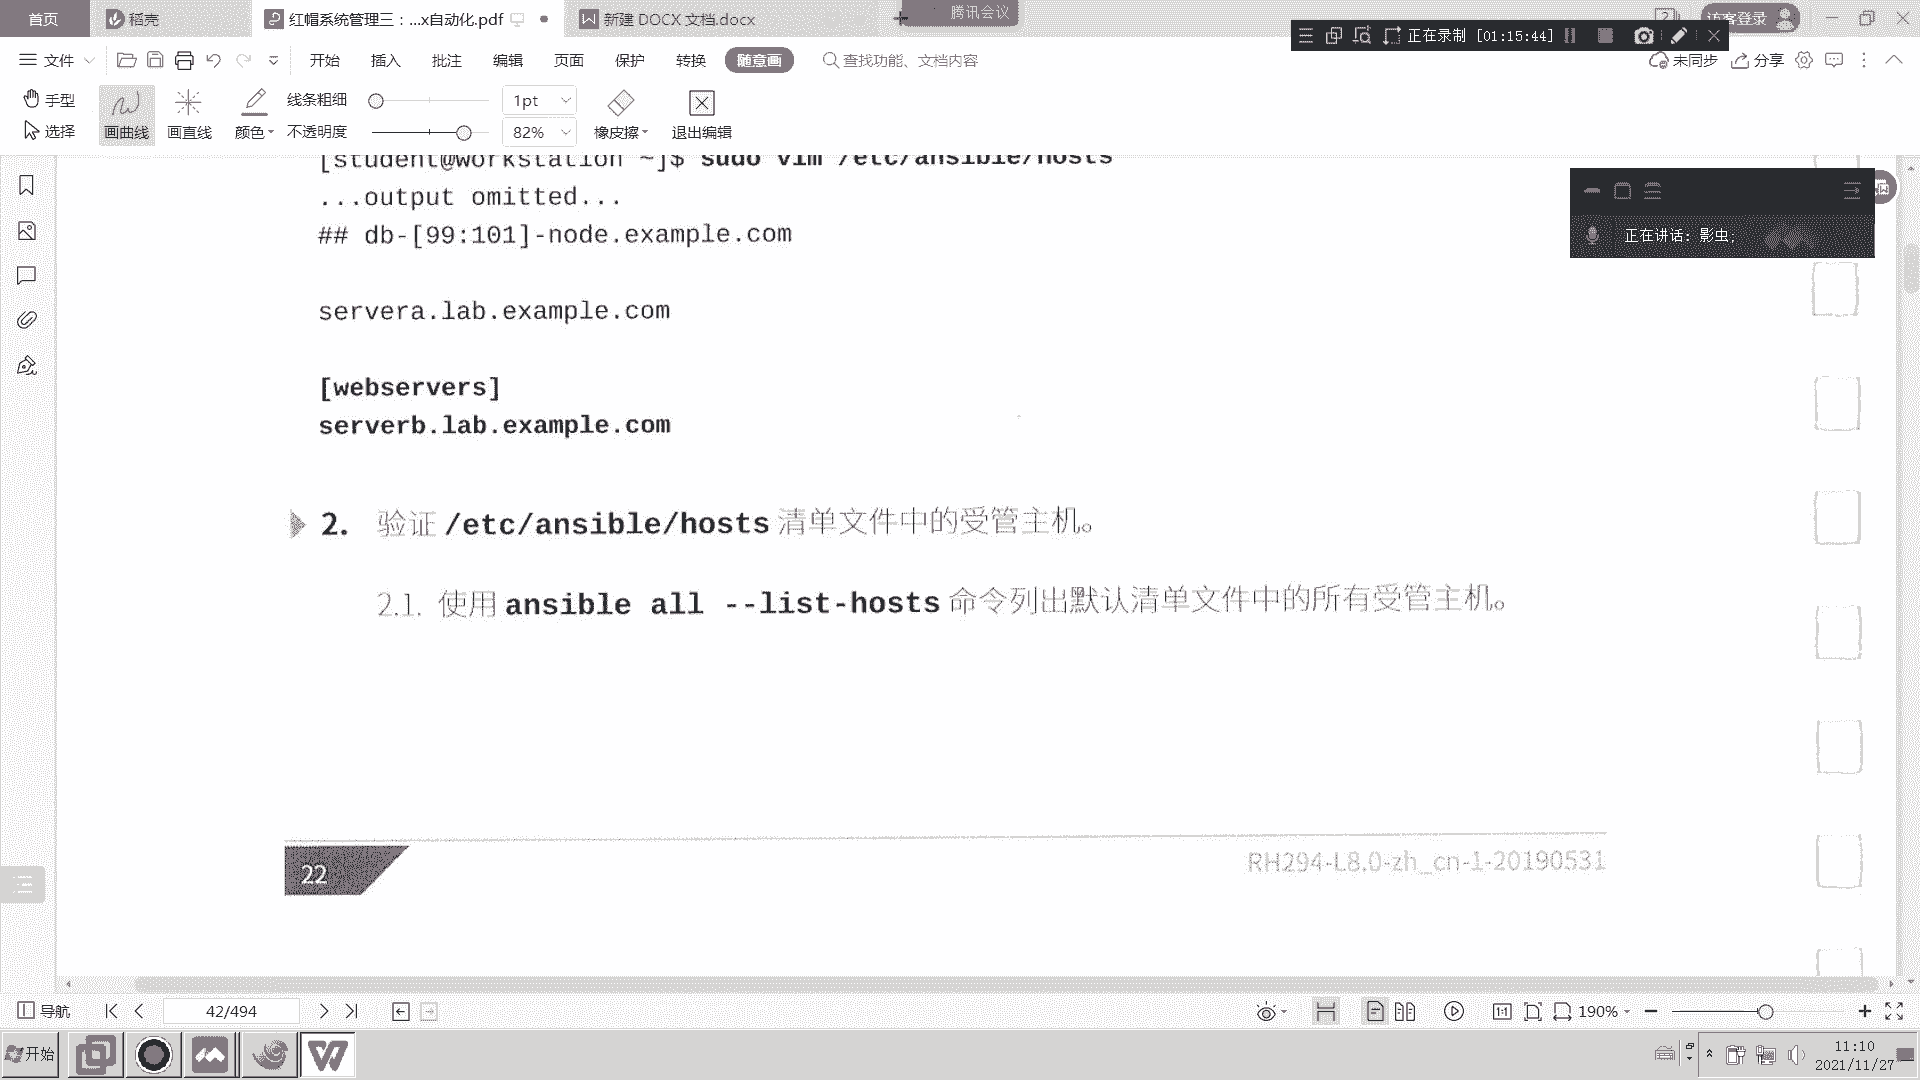 首页
稻壳
红帽系统管理三：...x自动化.pdf
新建 DOCX 文档.docx
腾讯会议
访客登录
正在录制 [01:15:44]
文件
开始
插入
批注
编辑
页面
保护
转换
随意画
查找功能、文档内容
未同步
分享
手型
选择
画曲线
画直线
颜色
线条粗细
1pt
不透明度
82%
橡皮擦
退出编辑
[student@workstation ~]$ sudo vim /etc/ansible/hosts
...output omitted...
## db-[99:101]-node.example.com
正在讲话: 影虫;
servera.lab.example.com
[webservers]
serverb.lab.example.com
2. 验证 /etc/ansible/hosts 清单文件中的受管主机。
2.1. 使用 ansible all --list-hosts 命令列出默认清单文件中的所有受管主机。
22
RH294-L8.0-zh_cn-1-20190531
导航
42/494
1:1
190%
开始
11:10
2021/11/27